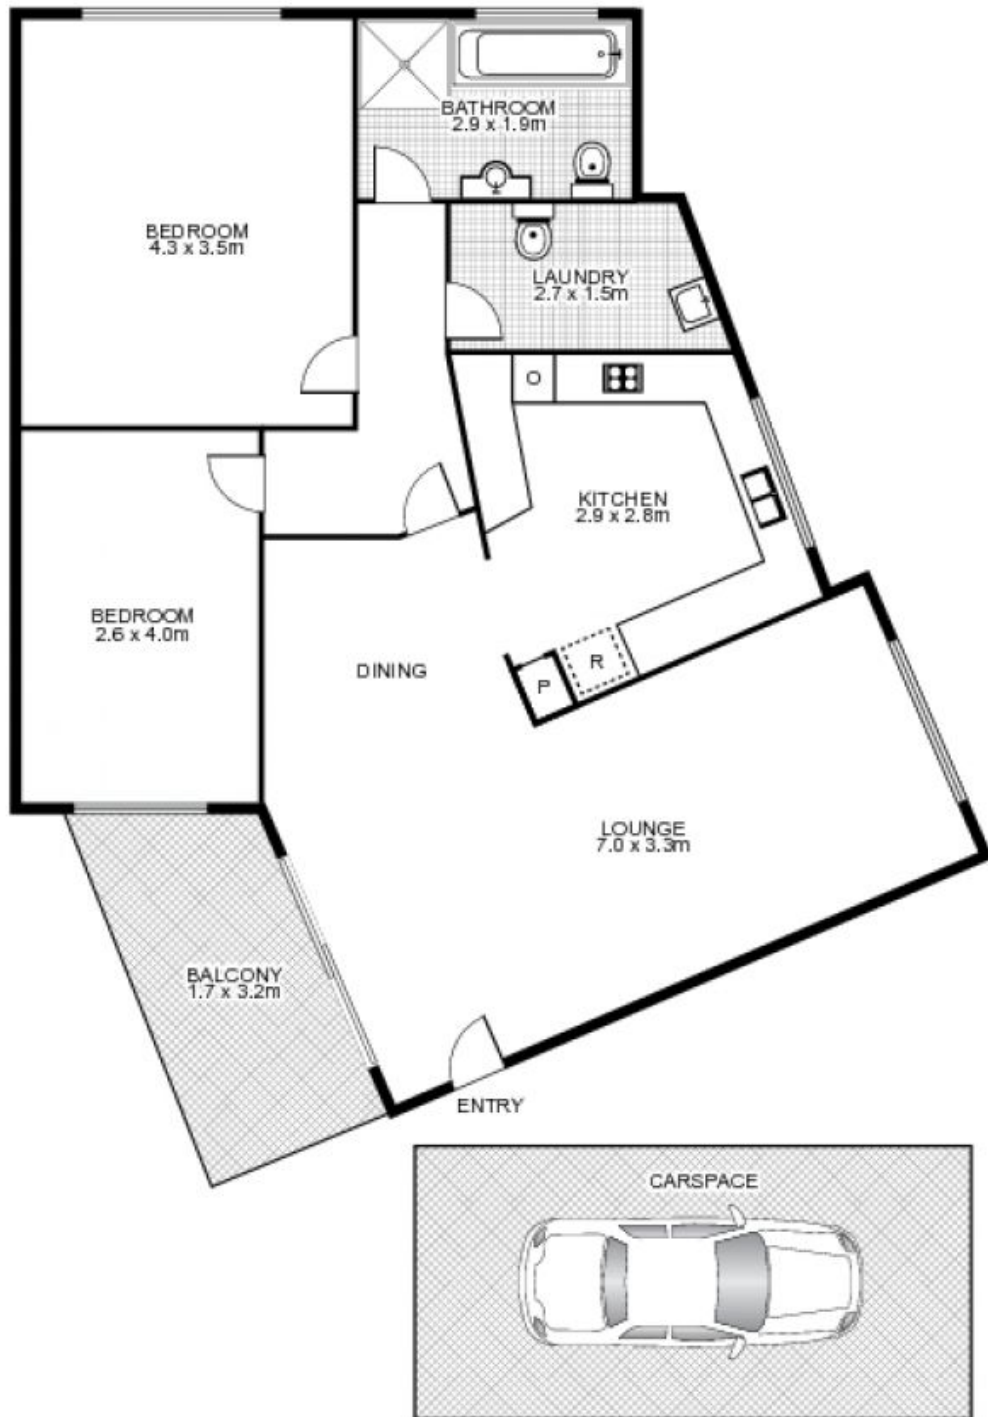 BATHROOM
2.9 x 1.9m
BEDROOM
4.3 x 3.5m
LAUNDRY
2.7 x 1.5m
O
KITCHEN
2.9 x 2.8m
BEDROOM
2.6 x 4.0m
DINING
R
P
LOUNGE
7.0 x 3.3m
BALCONY
1.7 x 3.2m
ENTRY
CARSPACE